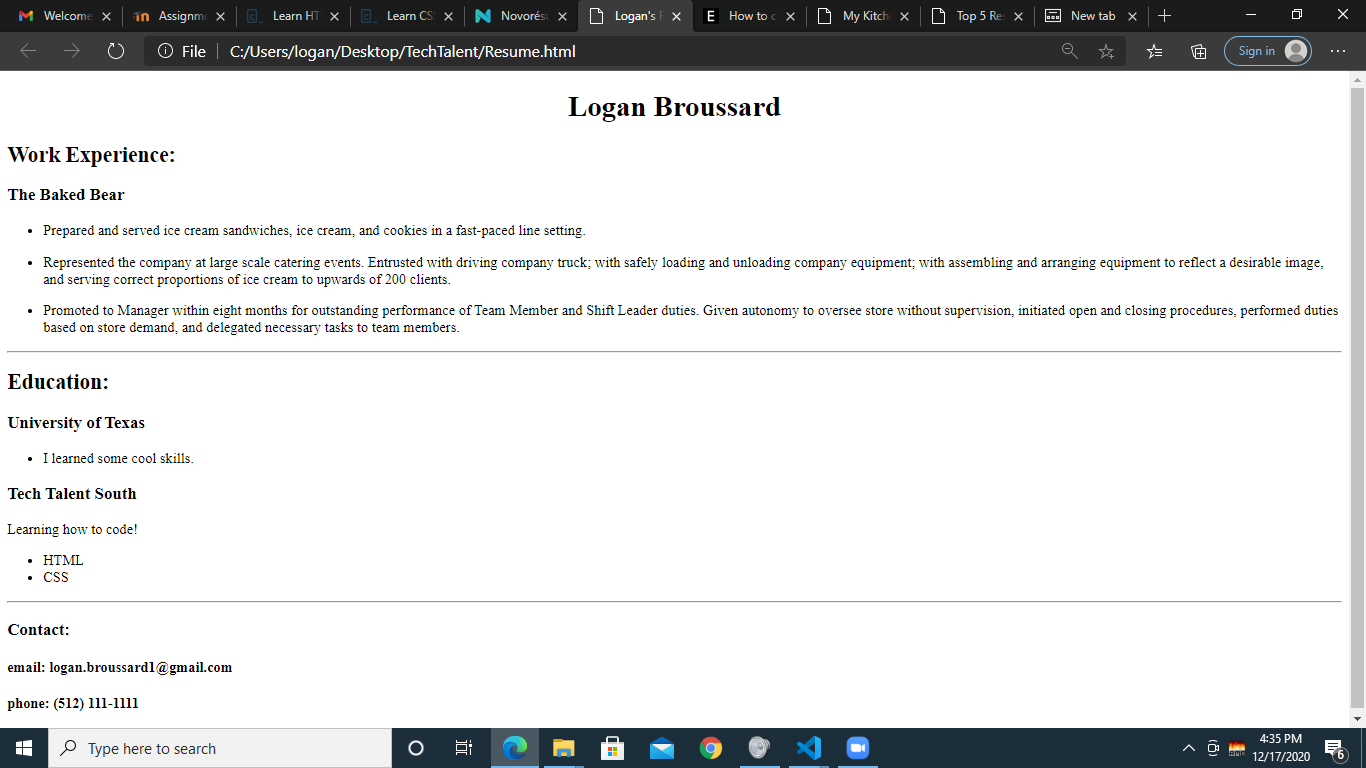 Welcome
Assignm
Learn HT
Learn CS
Novorésu
Logan's R
How to c
My Kitch
Top 5 Re
New tab
File
C:/Users/logan/Desktop/TechTalent/Resume.html
Sign in
Logan Broussard
Work Experience:
The Baked Bear
• Prepared and served ice cream sandwiches, ice cream, and cookies in a fast-paced line setting.
• Represented the company at large scale catering events. Entrusted with driving company truck; with safely loading and unloading company equipment; with assembling and arranging equipment to reflect a desirable image,
and serving correct proportions of ice cream to upwards of 200 clients.
• Promoted to Manager within eight months for outstanding performance of Team Member and Shift Leader duties. Given autonomy to oversee store without supervision, initiated open and closing procedures, performed duties
based on store demand, and delegated necessary tasks to team members.
Education:
University of Texas
• I learned some cool skills.
Tech Talent South
Learning how to code!
• HTML
• CSS
Contact:
email: logan.broussard1@gmail.com
phone: (512) 111-1111
Type here to search
4:35 PM
12/17/2020
6